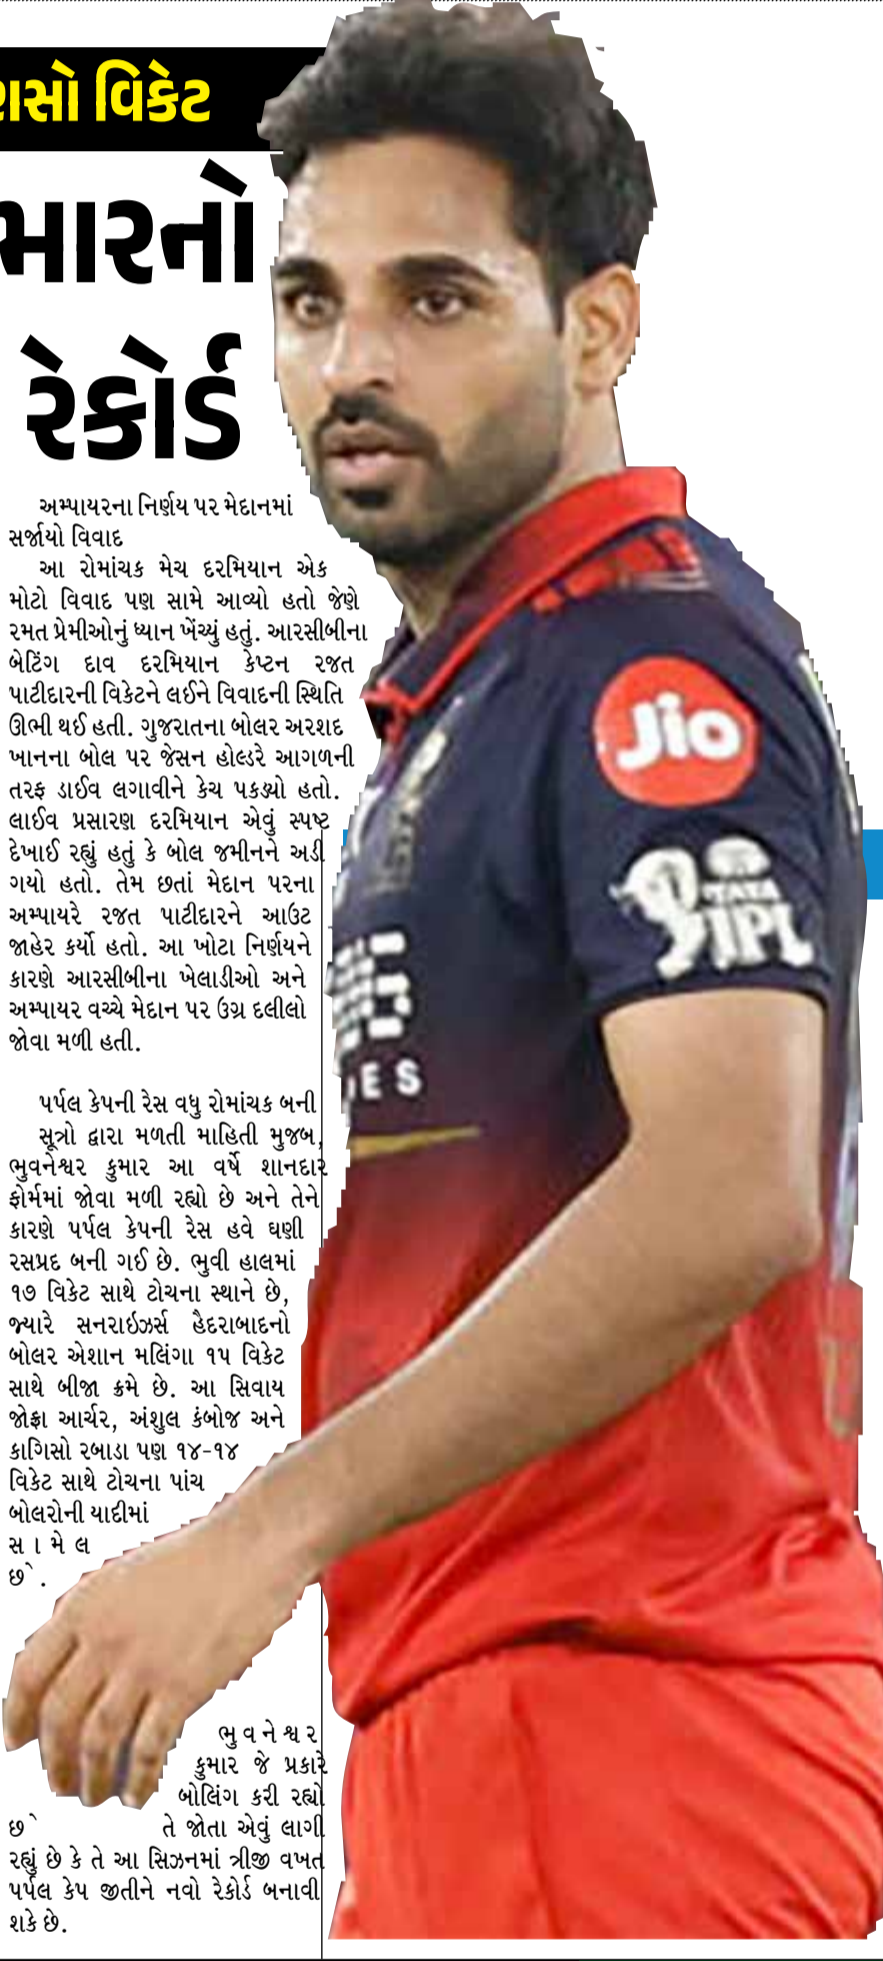 વિકેટ
રેકોર્ડ
અમ્પાયરના નિર્ણય પર મેદાનમાં
સર્જાયો વિવાદ
આ રોમાંચક મેચ દરમિયાન એક
મોટો વિવાદ પણ સામે આવ્યો હતો જેણે
રમત પ્રેમીઓનું ધ્યાન ખેંચ્યું હતું. આરસીબીના
બેટિંગ દાવ દરમિયાન કેપ્ટન રજત
પાટીદારની વિકેટને લઈને વિવાદની સ્થિતિ
ઊભી થઈ હતી. ગુજરાતના બોલર અરશદ
ખાનના બોલ પર જેસન હોલ્ડરે આગળની
તરફ ડાઈવ લગાવીને કેચ પકડ્યો હતો.
લાઈવ પ્રસારણ દરમિયાન એવું સ્પષ્ટ
દેખાઈ રહ્યું હતું કે બોલ જમીનને અડી
ગયો હતો. તેમ છતાં મેદાન પરના
અમ્પાયરે રજત પાટીદારને આઉટ
જાહેર કર્યો હતો. આ ખોટા નિર્ણયને
કારણે આરસીબીના ખેલાડીઓ અને
અમ્પાયર વચ્ચે મેદાન પર ઉગ્ર દલીલો
જોવા મળી હતી.
પર્પલ કેપની રેસ વધુ રોમાંચક બની
સૂત્રો દ્વારા મળતી માહિતી મુજબ,
ભુવનેશ્વર કુમાર આ વર્ષે શાનદાર
ફોર્મમાં જોવા મળી રહ્યો છે અને તેને
કારણે પર્પલ કેપની રેસ હવે ઘણી
રસપ્રદ બની ગઈ છે. ભુવી હાલમાં
૧૭ વિકેટ સાથે ટોચના સ્થાને છે,
જ્યારે સનરાઇઝર્સ હૈદરાબાદનો
બોલર એશાન મલિંગા ૧૫ વિકેટ
સાથે બીજા ક્રમે છે. આ સિવાય
જોફ્રા આર્ચર, અંશુલ કંબોજ અને
કાગિસો રબાડા પણ ૧૪-૧૪
વિકેટ સાથે ટોચના પાંચ
બોલરોની યાદીમાં
સામેલ
છે.
ભુવનેશ્વર
કુમાર જે પ્રકારે
બોલિંગ કરી રહ્યો
છે તે જોતા એવું લાગી
રહ્યું છે કે તે આ સિઝનમાં ત્રીજી વખત
પર્પલ કેપ જીતીને નવો રેકોર્ડ બનાવી
શકે છે.
Jio
TATA
IPL